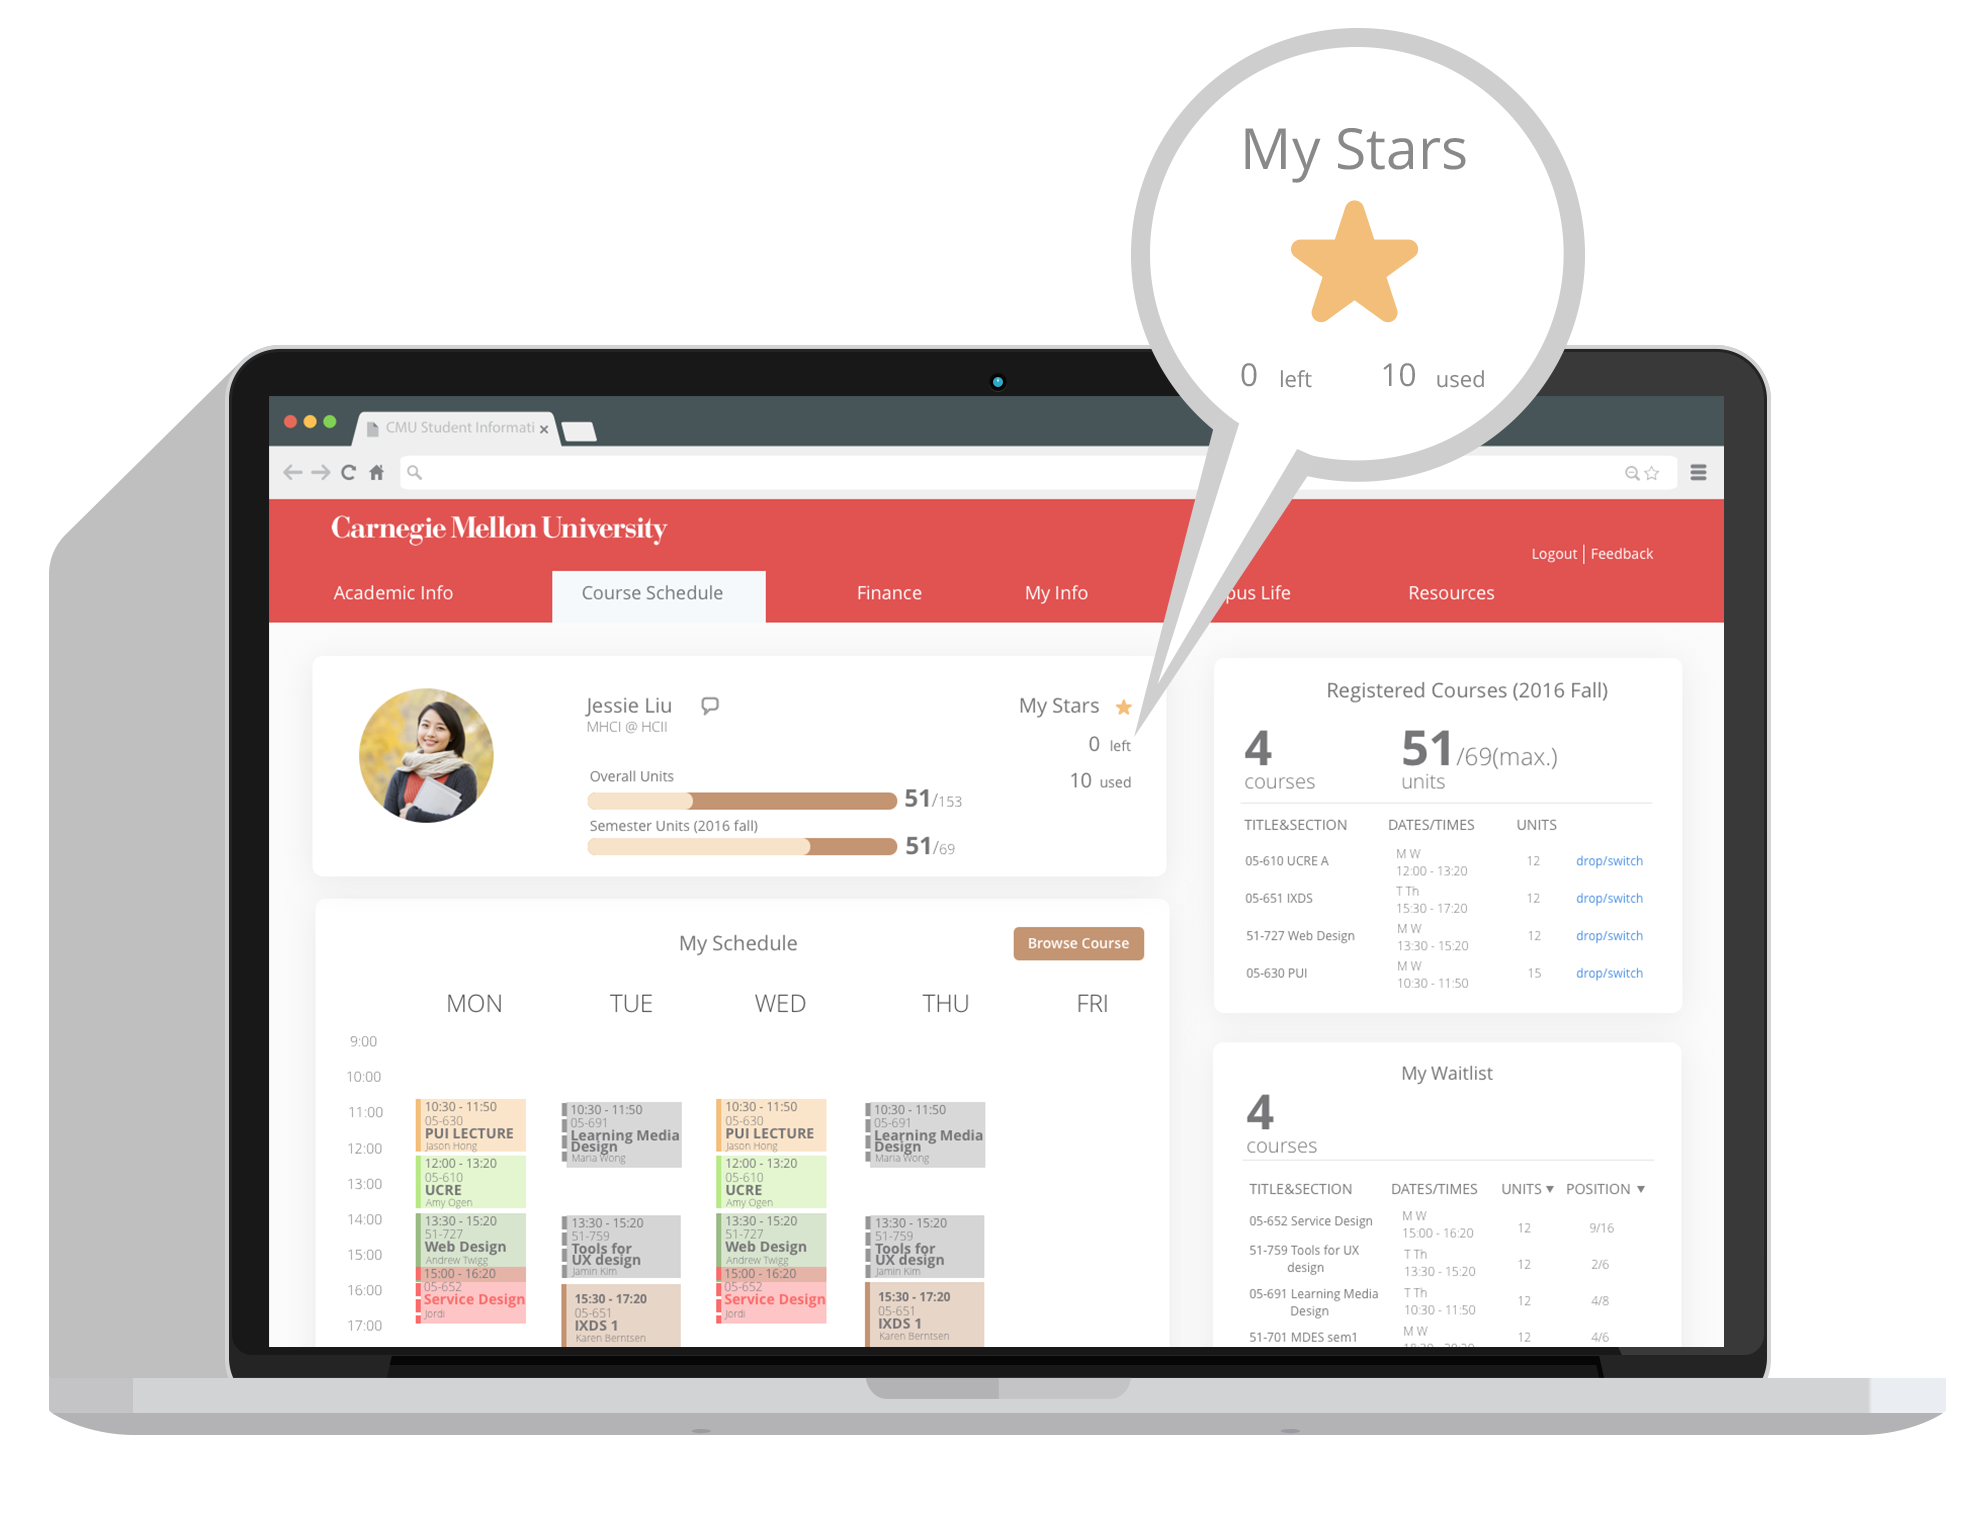 My Stars
0 left 10 used
CMU Student Informati ×
Carnegie Mellon University
Logout | Feedback
Academic Info Course Schedule Finance My Info pus Life Resources
Jessie Liu
MHCI @ HCII
Overall Units
51/153
Semester Units (2016 fall)
51/69
My Stars
0 left
10 used
Registered Courses (2016 Fall)
4 51/69(max.)
courses units
TITLE&SECTION DATES/TIMES UNITS
05-610 UCRE A M W 12:00 - 13:20 12 drop/switch
05-651 IXDS T Th 15:30 - 17:20 12 drop/switch
51-727 Web Design M W 13:30 - 15:20 12 drop/switch
05-630 PUI M W 10:30 - 11:50 15 drop/switch
My Schedule
Browse Course
MON TUE WED THU FRI
9:00
10:00
11:00
12:00
13:00
14:00
15:00
16:00
17:00
10:30 - 11:50
05-630
PUI LECTURE
Jason Hong
12:00 - 13:20
05-610
UCRE
Amy Ogen
13:30 - 15:20
51-727
Web Design
Andrew Twigg
15:00 - 16:20
05-652
Service Design
Jordi
10:30 - 11:50
05-691
Learning Media
Design
Maria Wong
13:30 - 15:20
51-759
Tools for
UX design
Jamin Kim
15:30 - 17:20
05-651
IXDS 1
Karen Berntsen
10:30 - 11:50
05-630
PUI LECTURE
Jason Hong
12:00 - 13:20
05-610
UCRE
Amy Ogen
13:30 - 15:20
51-727
Web Design
Andrew Twigg
15:00 - 16:20
05-652
Service Design
Jordi
10:30 - 11:50
05-691
Learning Media
Design
Maria Wong
13:30 - 15:20
51-759
Tools for
UX design
Jamin Kim
15:30 - 17:20
05-651
IXDS 1
Karen Berntsen
My Waitlist
4
courses
TITLE&SECTION DATES/TIMES UNITS ▼ POSITION ▼
05-652 Service Design M W 15:00 - 16:20 12 9/16
51-759 Tools for UX design T Th 13:30 - 15:20 12 2/6
05-691 Learning Media Design T Th 10:30 - 11:50 12 4/8
51-701 MDES sem1 M W 12 4/6